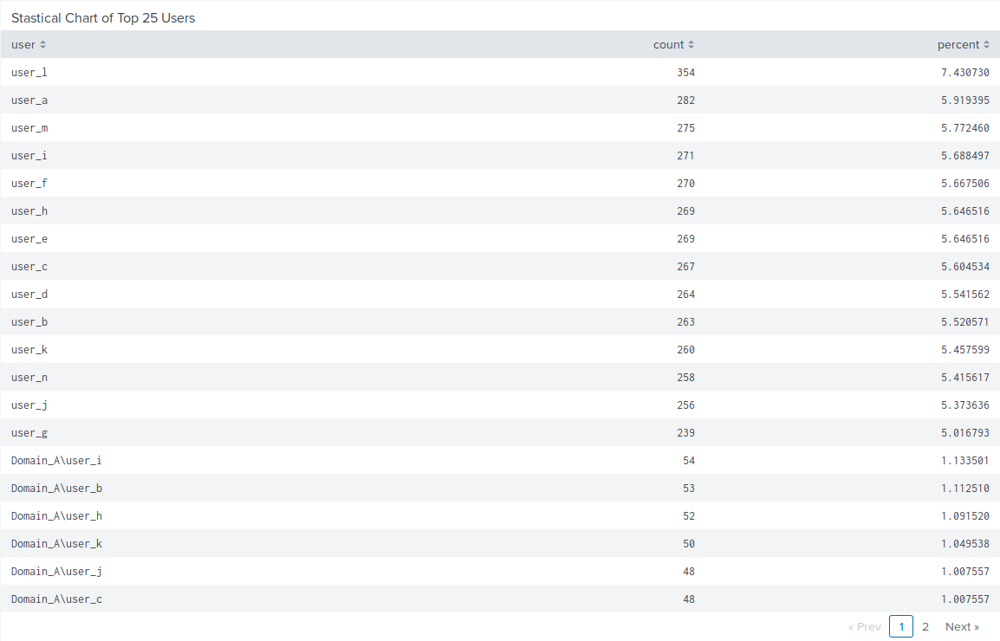 Stastical Chart of Top 25 Users
user count percent
user_l 354 7.430730
user_a 282 5.919395
user_m 275 5.772460
user_i 271 5.688497
user_f 270 5.667506
user_h 269 5.646516
user_e 269 5.646516
user_c 267 5.604534
user_d 264 5.541562
user_b 263 5.520571
user_k 260 5.457599
user_n 258 5.415617
user_j 256 5.373636
user_g 239 5.016793
Domain_A\user_i 54 1.133501
Domain_A\user_b 53 1.112510
Domain_A\user_h 52 1.091520
Domain_A\user_k 50 1.049538
Domain_A\user_j 48 1.007557
Domain_A\user_c 48 1.007557
« Prev 1 2 Next »